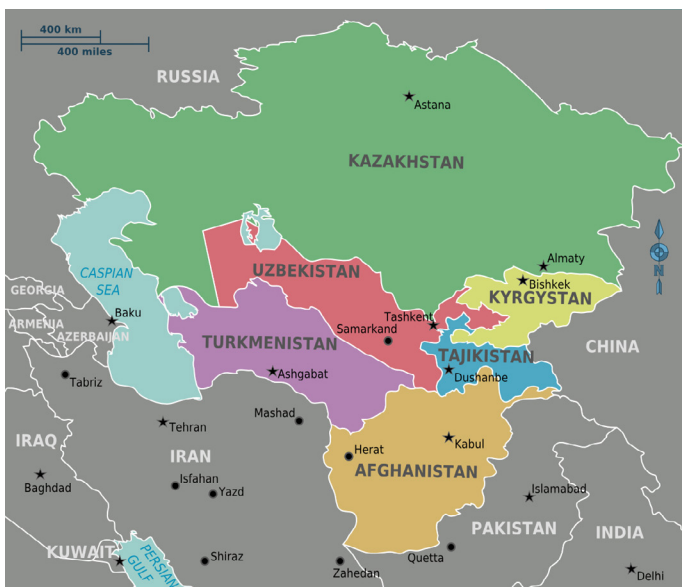 400 km
400 miles
RUSSIA
Astana
KAZAKHSTAN
CASPIAN
SEA
UZBEKISTAN
Almaty
N
Bishkek
KYRGYSTAN
GEORGIA
ARMENIA
AZERBAIJAN
Baku
Tashkent
Samarkand
TURKMENISTAN
TAJIKISTAN
CHINA
Ashgabat
Dushanbe
Tabriz
Mashad
Tehran
IRAQ
IRAN
Herat
Kabul
AFGHANISTAN
Baghdad
Isfahan
Yazd
Islamabad
PAKISTAN
INDIA
KUWAIT
PERSIAN
GULF
Shiraz
Zahedan
Quetta
Delhi